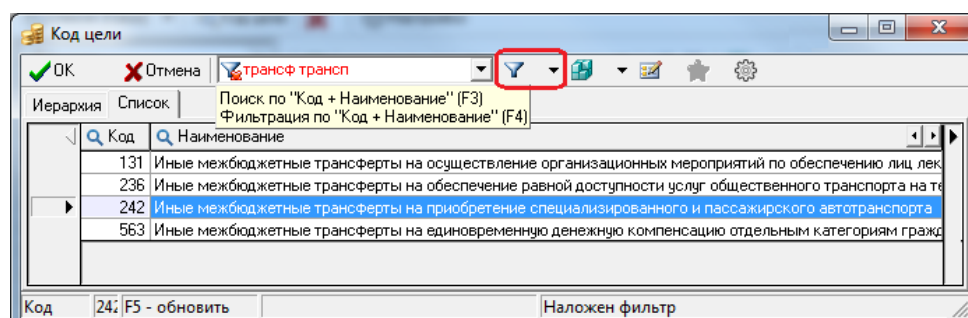 Код цели
ОК Отмена трансф трансп
Поиск по "Код + Наименование" (F3)
Фильтрация по "Код + Наименование" (F4)
Иерархия Список
Код Наименование
131 Иные межбюджетные трансферты на осуществление организационных мероприятий по обеспечению лиц лек
236 Иные межбюджетные трансферты на обеспечение равной доступности услуг общественного транспорта на те
242 Иные межбюджетные трансферты на приобретение специализированного и пассажирского автотранспорта
563 Иные межбюджетные трансферты на единовременную денежную компенсацию отдельным категориям гражд
Код 242 F5 - обновить Наложен фильтр